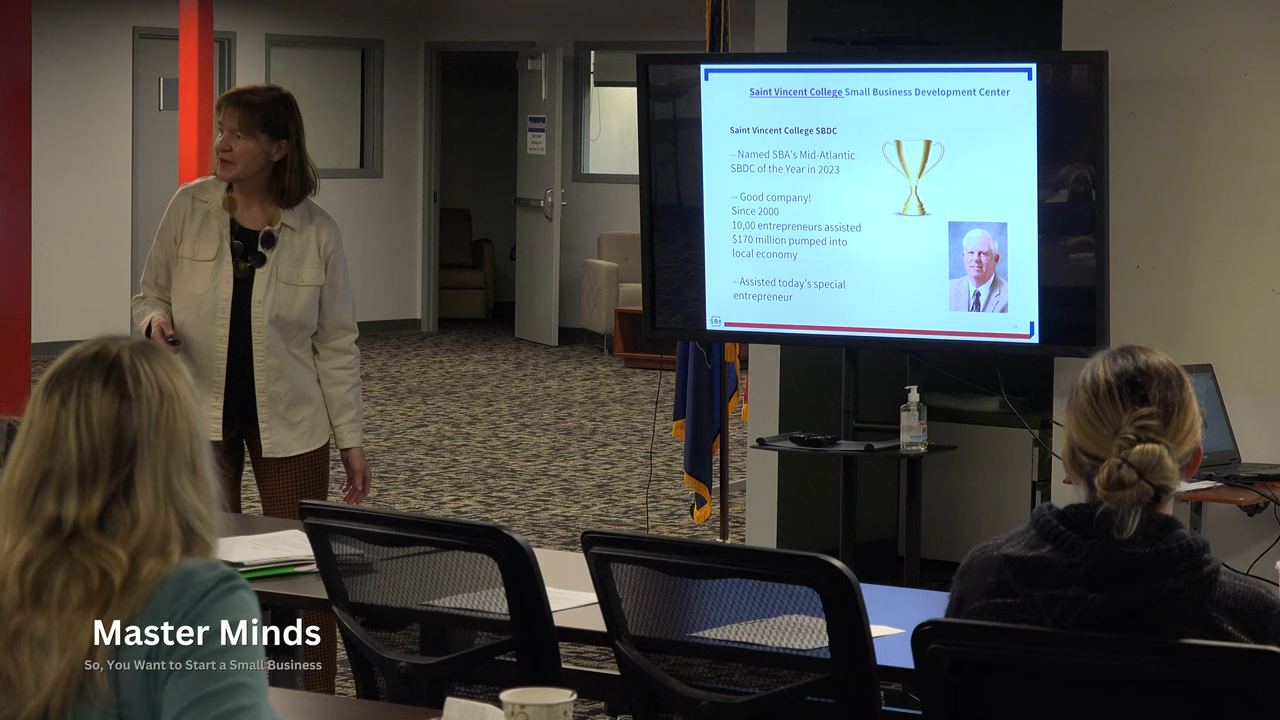 Saint Vincent College Small Business Development Center
Saint Vincent College SBDC
-- Named SBA's Mid-Atlantic
SBDC of the Year in 2023
-- Good company!
Since 2000
10,00 entrepreneurs assisted
$170 million pumped into
local economy
--Assisted today's special
entrepreneur
SBA
Master Minds
So, You Want to Start a Small Business